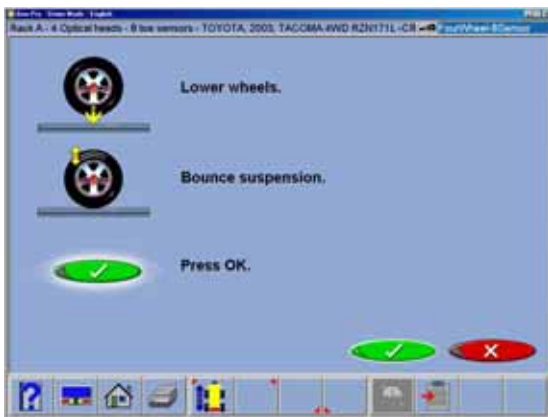 Rack A - 4 Optical heads - 8 toe sensors - TOYOTA, 2003, TACOMA 4WD RZN171L-CR
Lower wheels.
Bounce suspension.
Press OK.